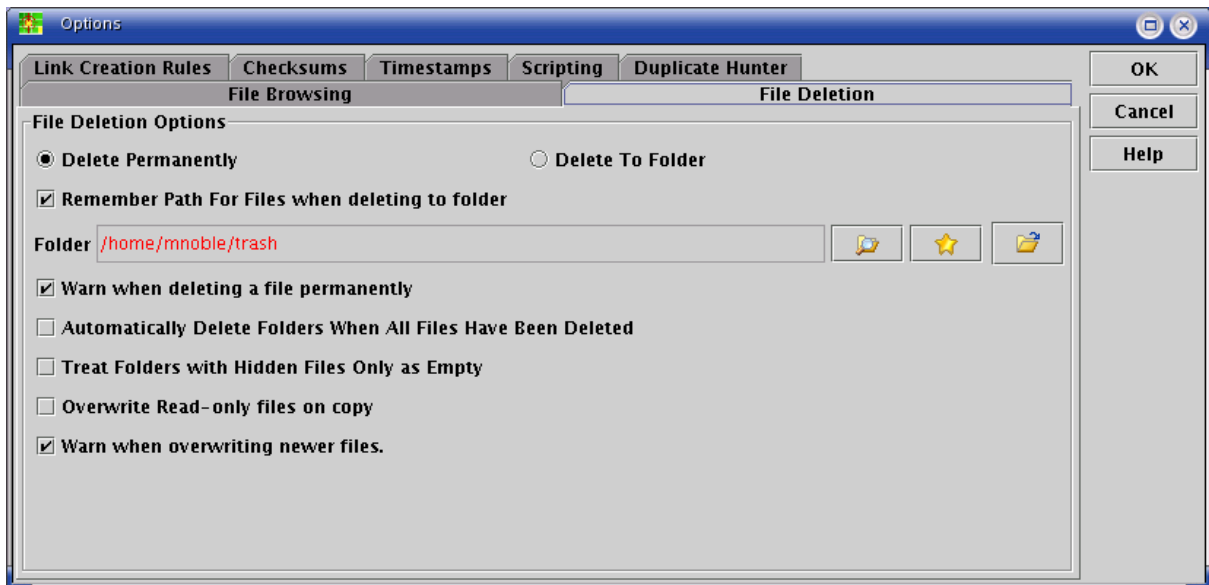 Options
Link Creation Rules Checksums Timestamps Scripting Duplicate Hunter
File Browsing File Deletion
File Deletion Options
Delete Permanently Delete To Folder
Remember Path For Files when deleting to folder
Folder /home/mnoble/trash
Warn when deleting a file permanently
Automatically Delete Folders When All Files Have Been Deleted
Treat Folders with Hidden Files Only as Empty
Overwrite Read-only files on copy
Warn when overwriting newer files.
OK
Cancel
Help